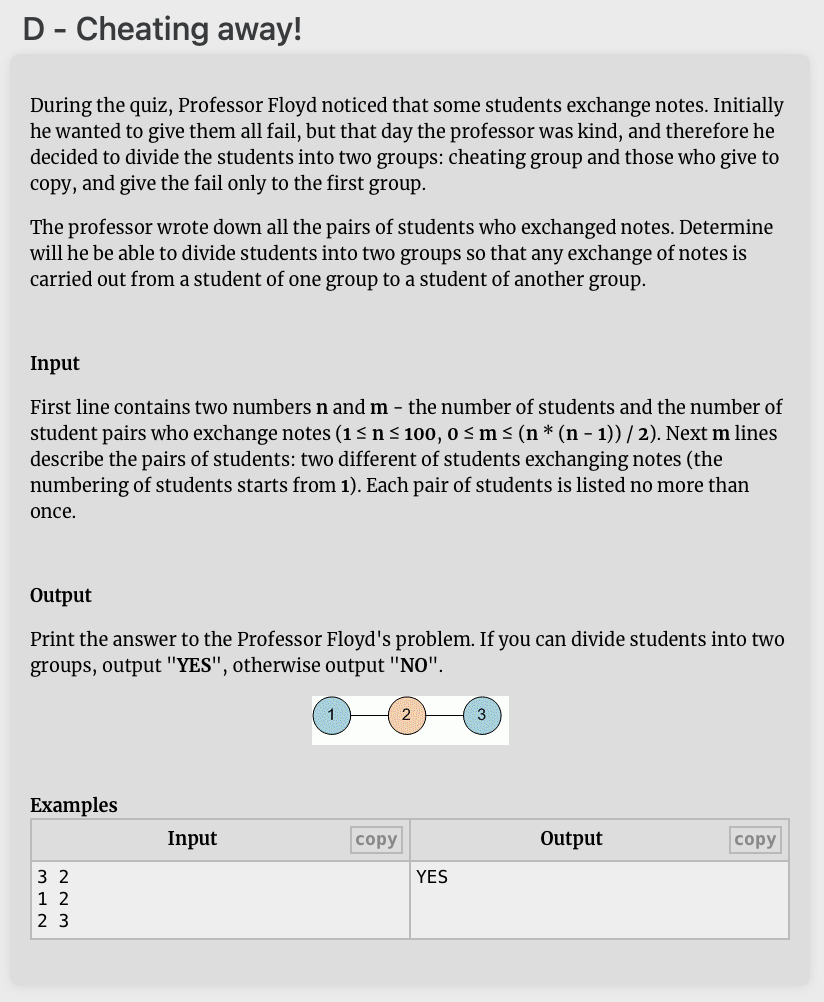 D - Cheating away!
During the quiz, Professor Floyd noticed that some students exchange notes. Initially
he wanted to give them all fail, but that day the professor was kind, and therefore he
decided to divide the students into two groups: cheating group and those who give to
copy, and give the fail only to the first group.
The professor wrote down all the pairs of students who exchanged notes. Determine
will he be able to divide students into two groups so that any exchange of notes is
carried out from a student of one group to a student of another group.
Input
First line contains two numbers n and m - the number of students and the number of
student pairs who exchange notes (1 ≤ n ≤ 100, 0 ≤ m ≤ (n * (n - 1)) / 2). Next m lines
describe the pairs of students: two different of students exchanging notes (the
numbering of students starts from 1). Each pair of students is listed no more than
once.
Output
Print the answer to the Professor Floyd's problem. If you can divide students into two
groups, output "YES", otherwise output "NO".
1 2 3
Examples
Input copy Output copy
3 2 YES
1 2
2 3